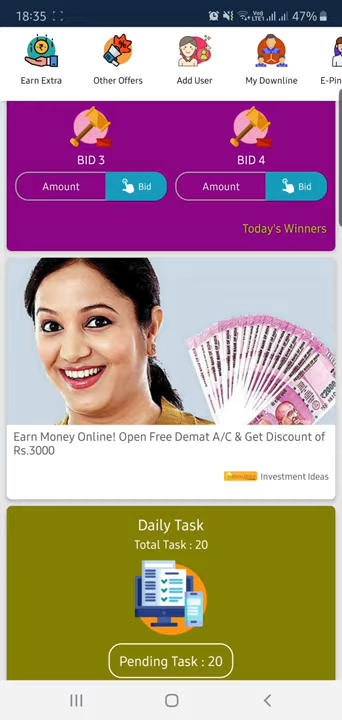 18:35
47%
Earn Extra
Other Offers
Add User
My Downline
E-Pin
BID 3
BID 4
Amount
Bid
Amount
Bid
Today's Winners
Earn Money Online! Open Free Demat A/C & Get Discount of
Rs.3000
Investment Ideas
Daily Task
Total Task : 20
Pending Task : 20